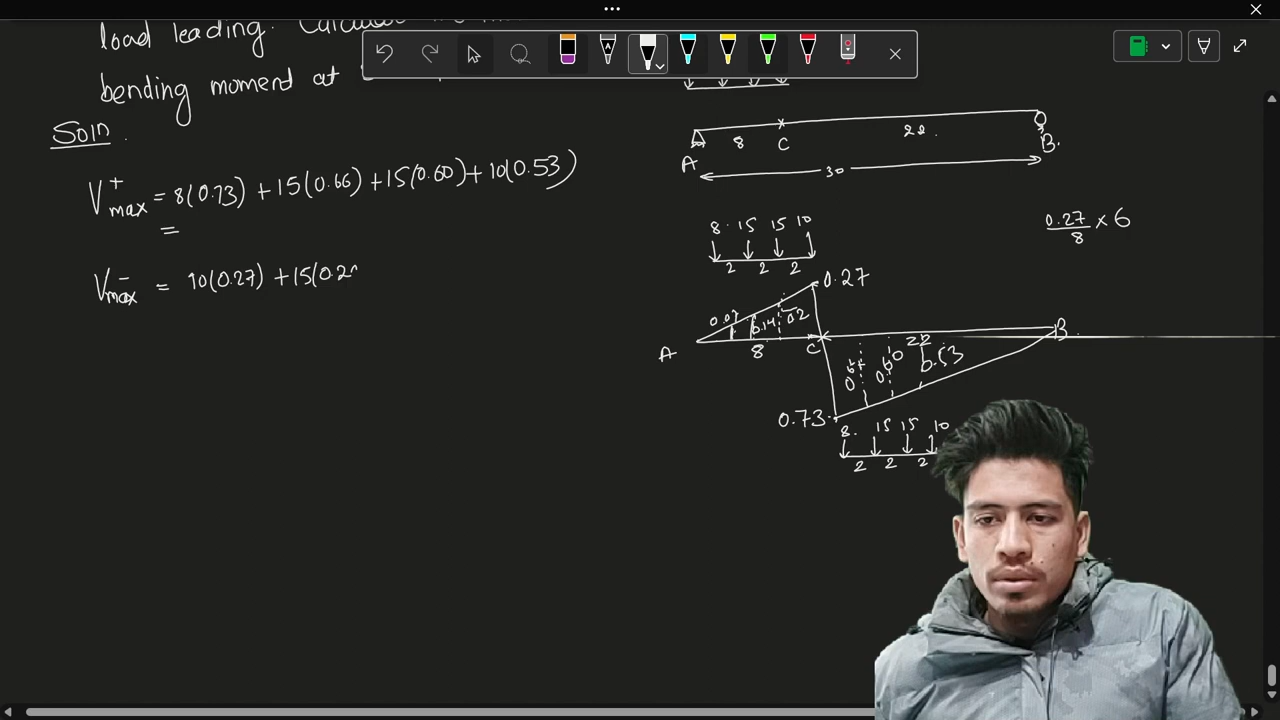 load leading. Calculate
bending moment at
Soln.
V+max = 8(0.73) + 15(0.66) + 15(0.60) + 10(0.53)
=
V-max = 10(0.27) + 15(0.2
A 8 C 22. B.
30
8. 15 15 10
2 2 2
0.27/8 × 6
0.27
0.07 0.14 0.2
A 8 C 22 B
0.60 0.53
0.73
8. 15 15 10
2 2 2